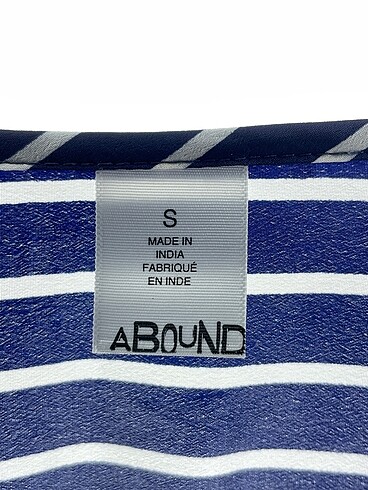 S
MADE IN
INDIA
FABRIQUÉ
EN INDE
ABOUND